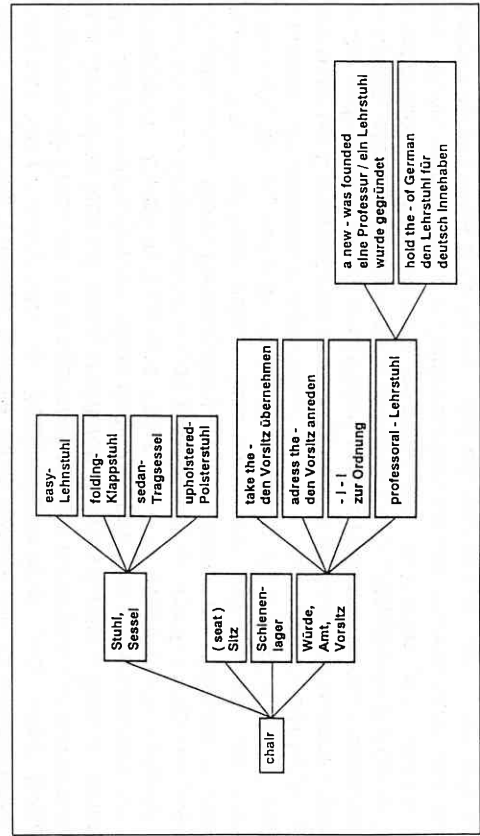 chair
Stuhl,
Sessel
easy-
Lehnstuhl
folding-
Klappstuhl
sedan-
Tragsessel
upholstered-
Polsterstuhl
( seat )
Sitz
Schienen-
lager
Würde,
Amt,
Vorsitz
take the -
den Vorsitz übernehmen
adress the -
den Vorsitz anreden
- ! - !
zur Ordnung
professoral - Lehrstuhl
a new - was founded
eine Professur / ein Lehrstuhl
wurde gegründet
hold the - of German
den Lehrstuhl für
deutsch innehaben